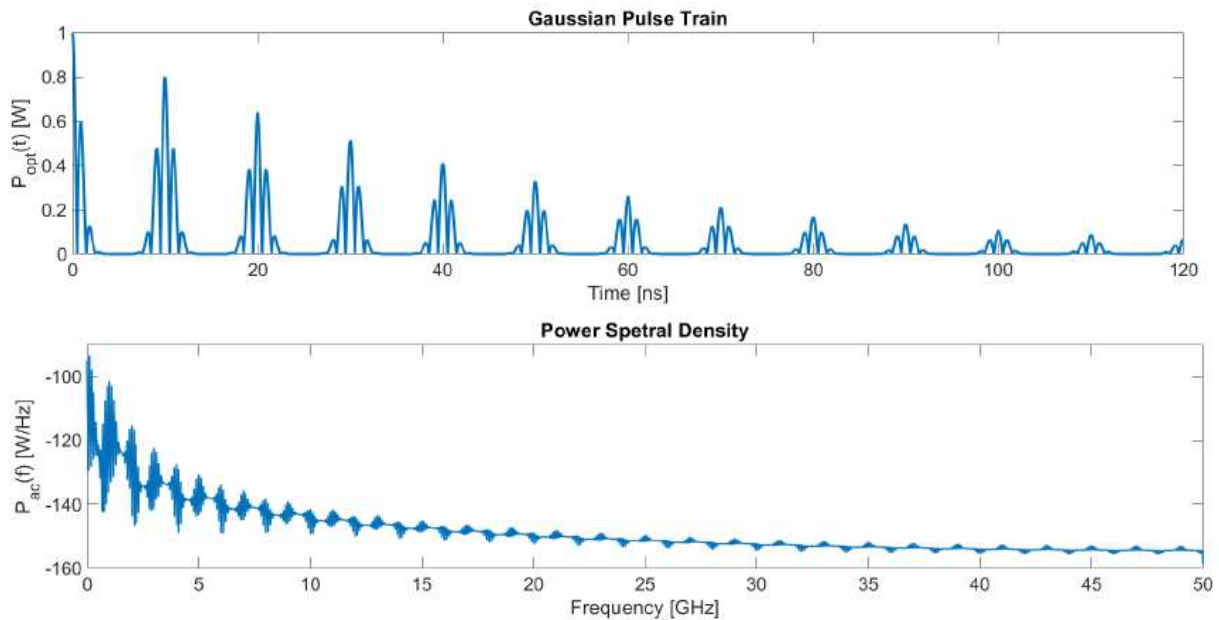 Gaussian Pulse Train
1
0.8
0.6
0.4
0.2
0
P_opt(t) [W]
0 20 40 60 80 100 120
Time [ns]
Power Spetral Density
-100
-120
-140
-160
P_ac(f) [W/Hz]
0 5 10 15 20 25 30 35 40 45 50
Frequency [GHz]